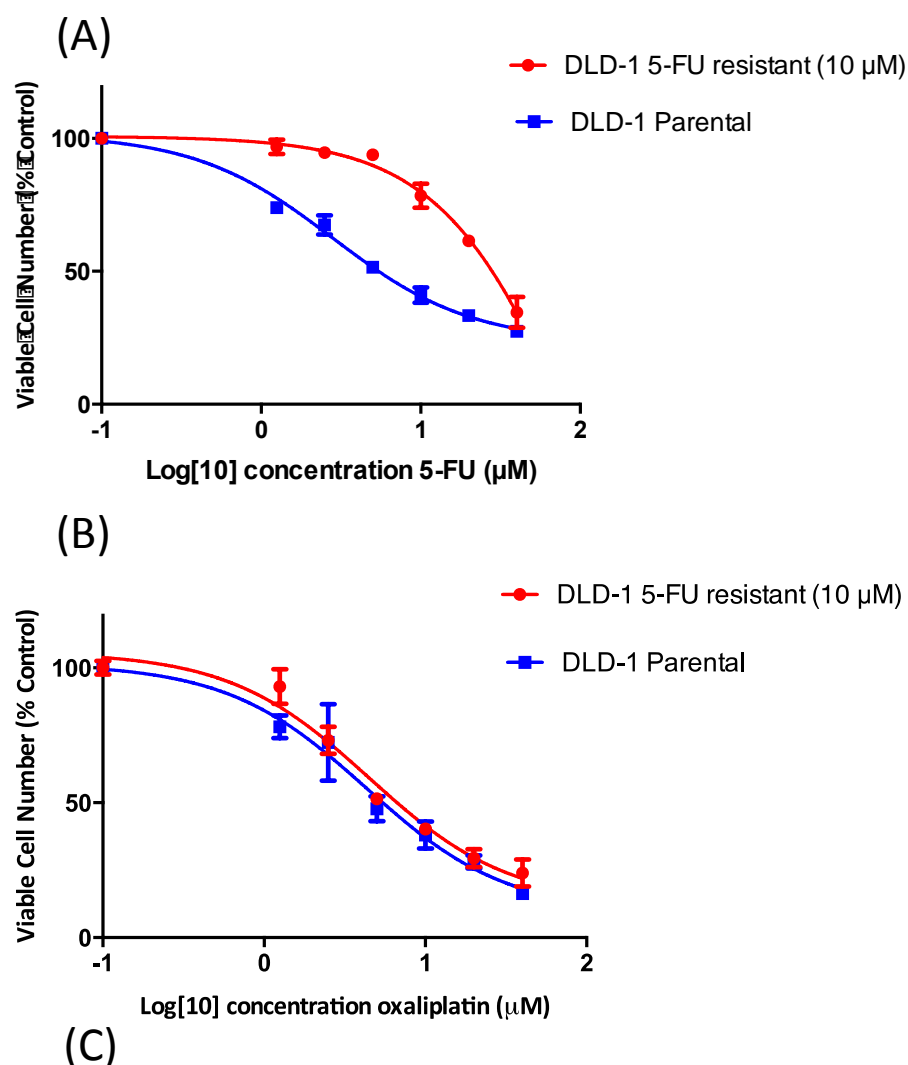 (A)
DLD-1 5-FU resistant (10 µM)
DLD-1 Parental
Viable Cell Number (% Control)
100
50
0
-1 0 1 2
Log[10] concentration 5-FU (µM)
(B)
DLD-1 5-FU resistant (10 µM)
DLD-1 Parental
Viable Cell Number (% Control)
100
50
0
-1 0 1 2
Log[10] concentration oxaliplatin (µM)
(C)